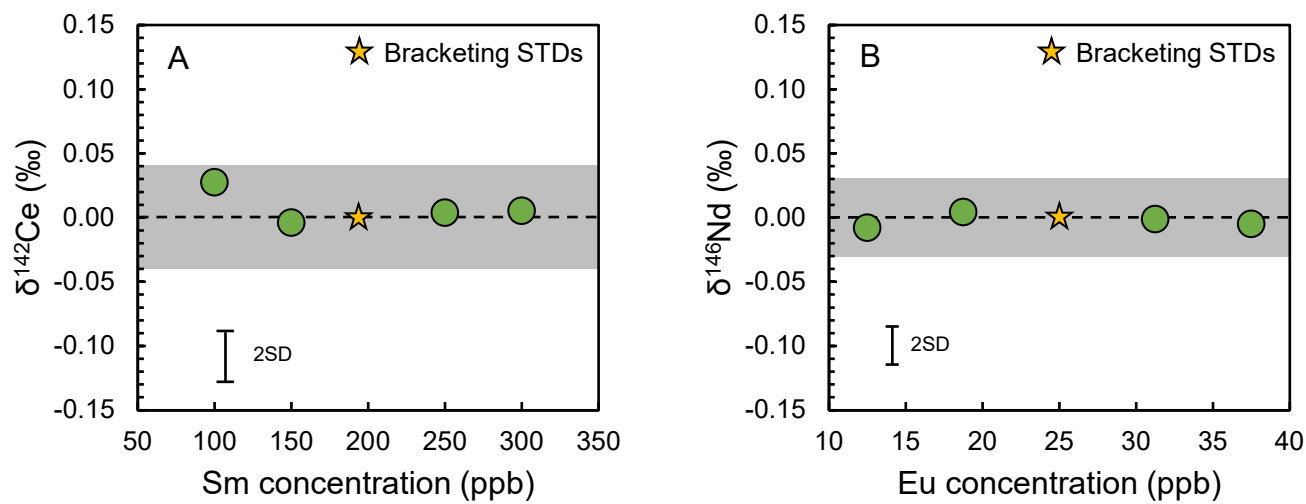 A
Bracketing STDs
0.15
0.10
0.05
0.00
-0.05
-0.10
-0.15
δ¹⁴²Ce (‰)
2SD
50 100 150 200 250 300 350
Sm concentration (ppb)
B
Bracketing STDs
0.15
0.10
0.05
0.00
-0.05
-0.10
-0.15
δ¹⁴⁶Nd (‰)
2SD
10 15 20 25 30 35 40
Eu concentration (ppb)